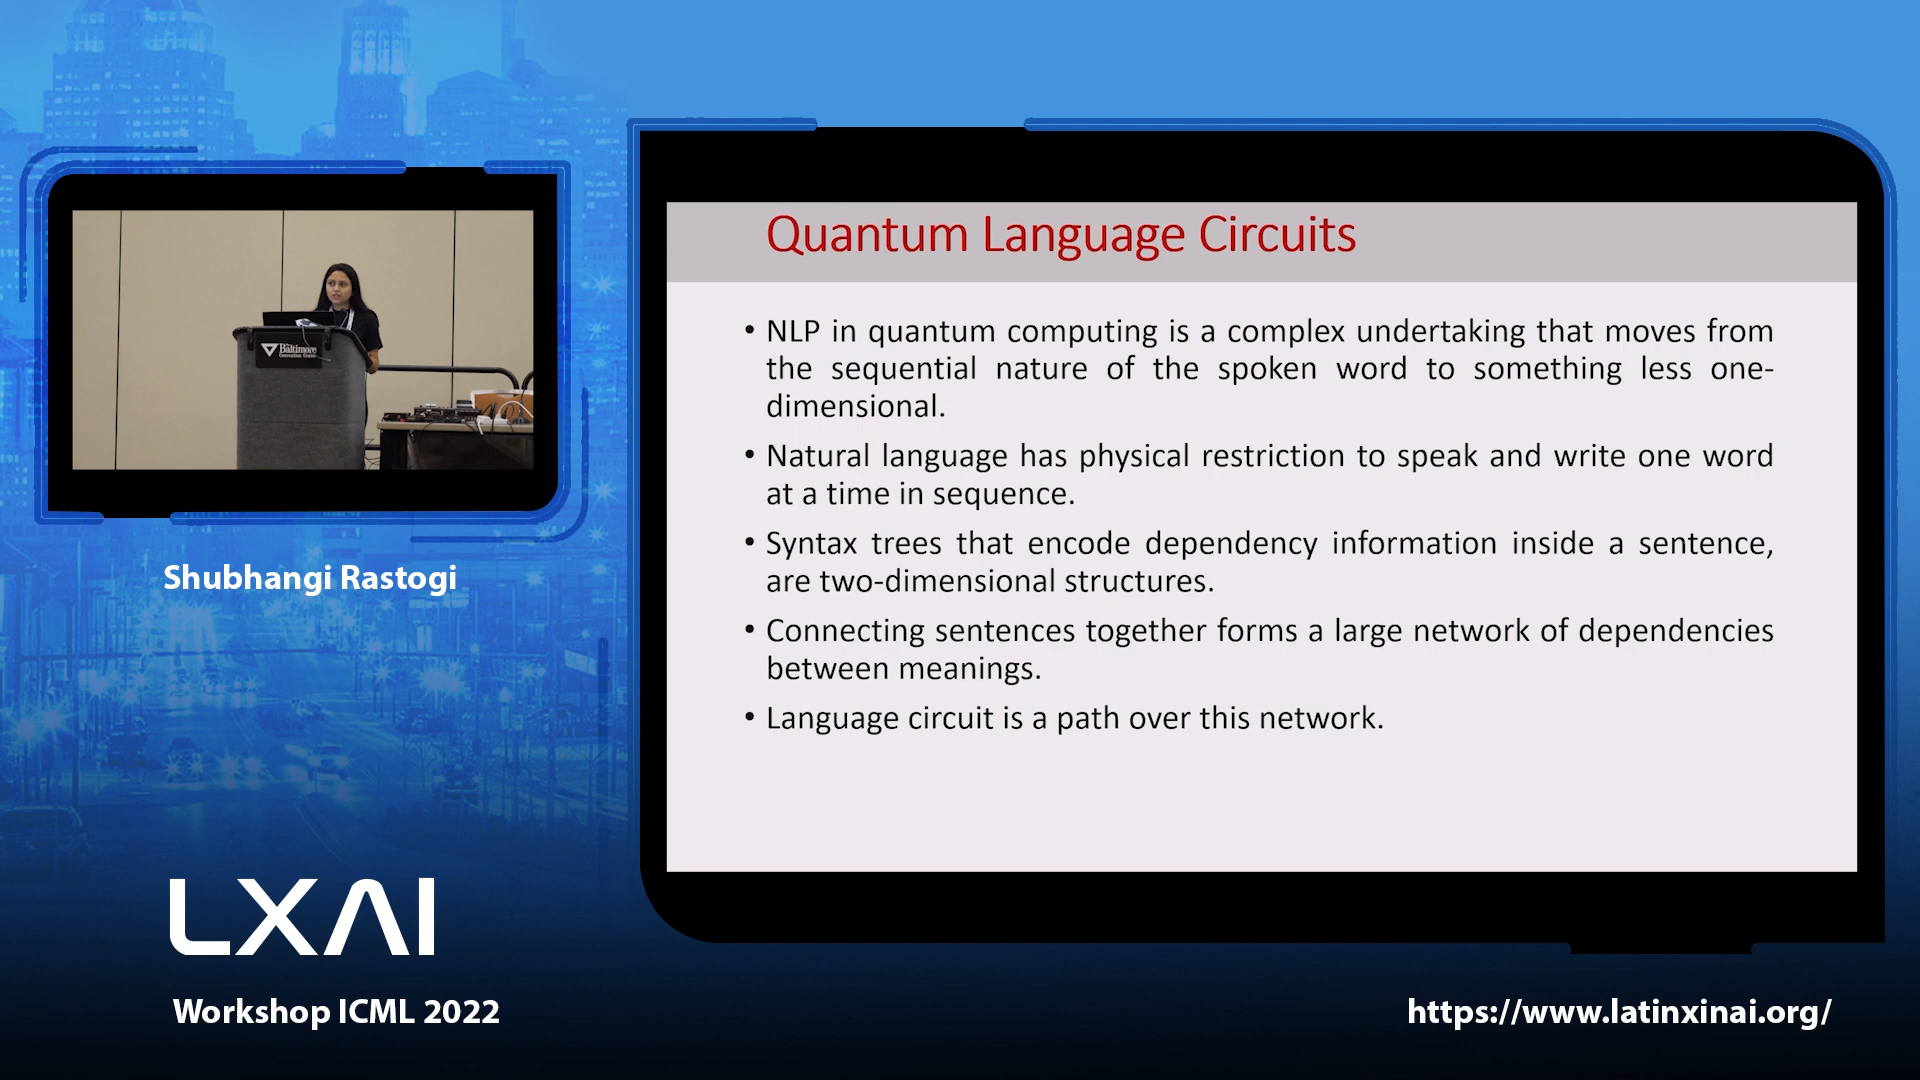 Quantum Language Circuits
• NLP in quantum computing is a complex undertaking that moves from
the sequential nature of the spoken word to something less one-
dimensional.
• Natural language has physical restriction to speak and write one word
at a time in sequence.
• Syntax trees that encode dependency information inside a sentence,
are two-dimensional structures.
• Connecting sentences together forms a large network of dependencies
between meanings.
• Language circuit is a path over this network.
Baltimore
Convention Center
Shubhangi Rastogi
LXAI
Workshop ICML 2022
https://www.latinxinai.org/